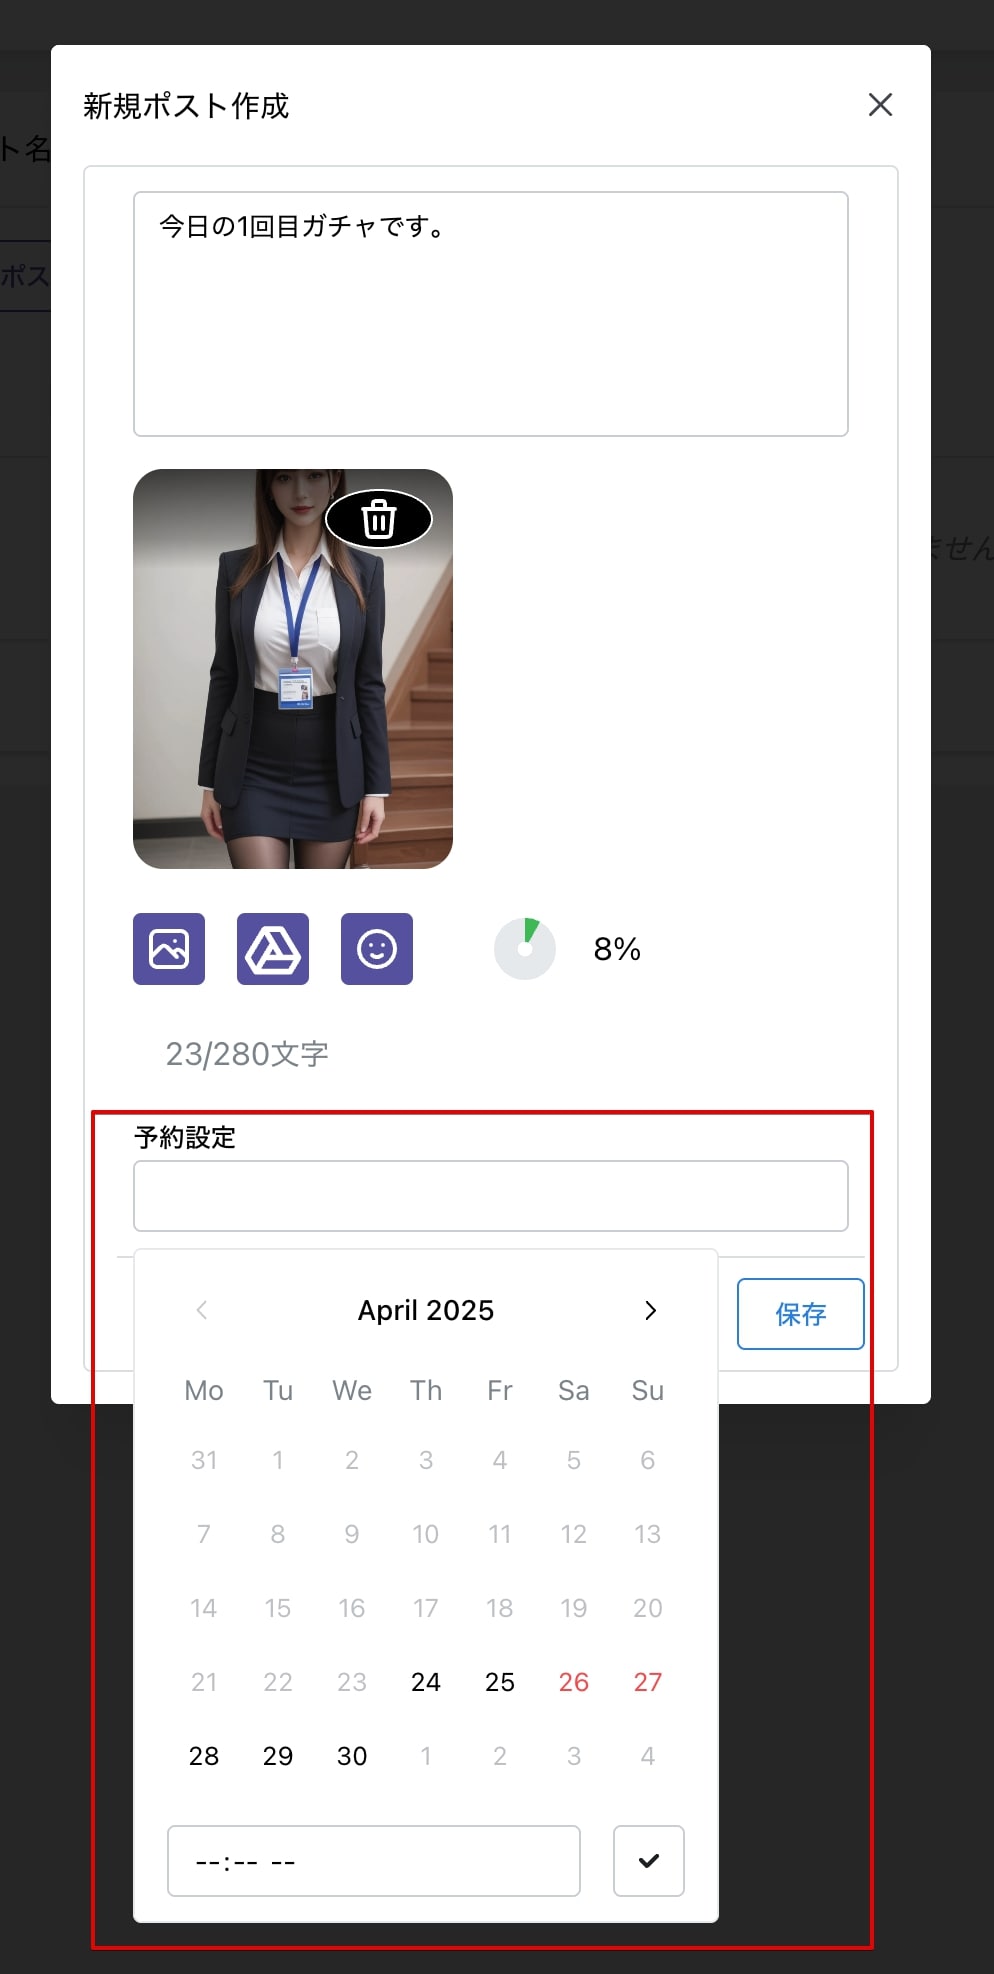 新規ポスト作成
ト名
ポス
今日の1回目ガチャです。
ません
8%
23/280文字
予約設定
April 2025
保存
Mo Tu We Th Fr Sa Su
31 1 2 3 4 5 6
7 8 9 10 11 12 13
14 15 16 17 18 19 20
21 22 23 24 25 26 27
28 29 30 1 2 3 4
--:-- --